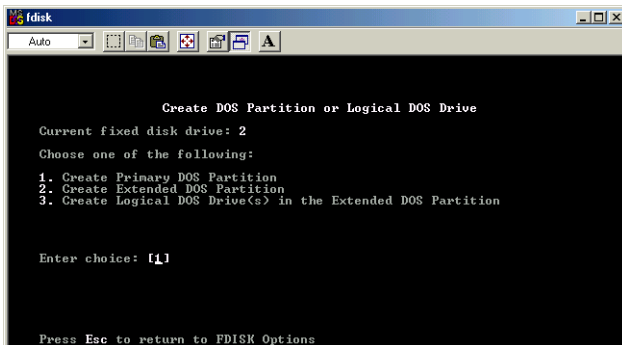 fdisk
Auto
A
Create DOS Partition or Logical DOS Drive
Current fixed disk drive: 2
Choose one of the following:
1. Create Primary DOS Partition
2. Create Extended DOS Partition
3. Create Logical DOS Drive(s) in the Extended DOS Partition
Enter choice: [1]
Press Esc to return to FDISK Options